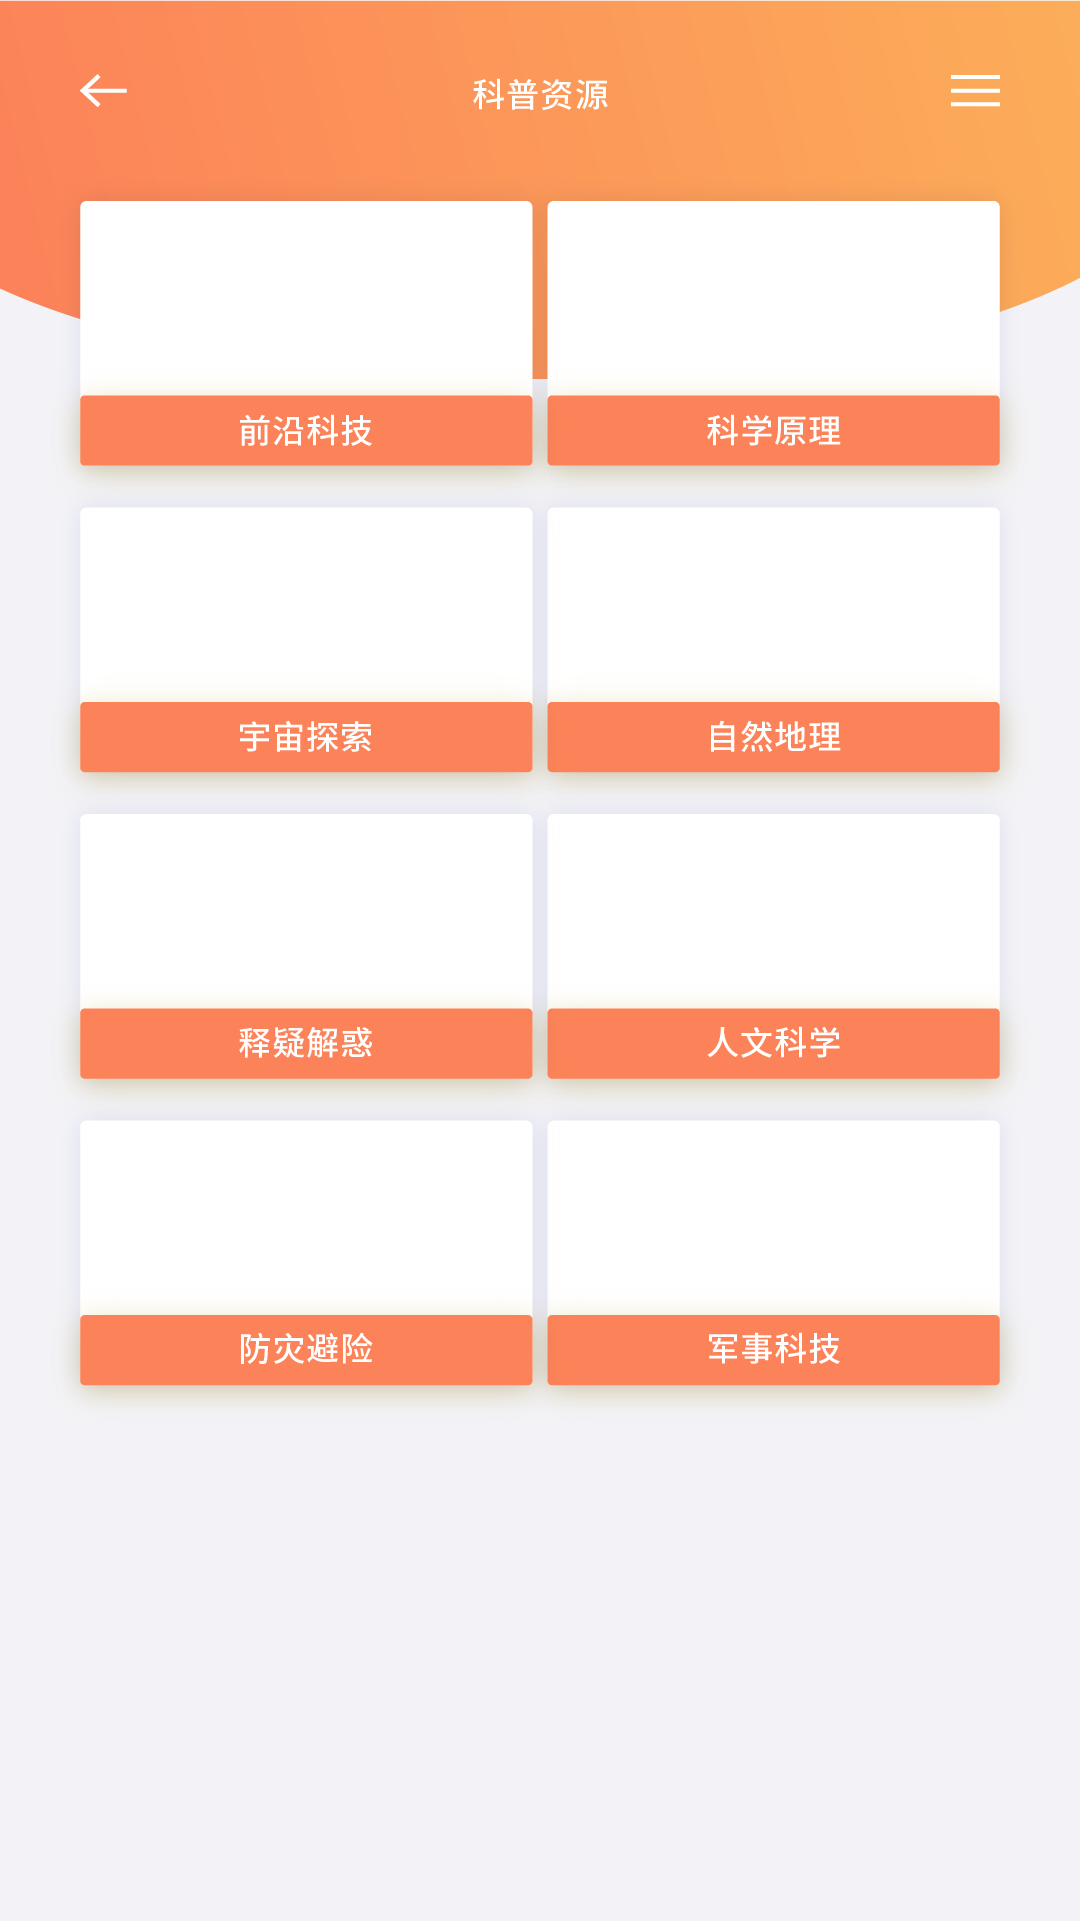 科普资源
前沿科技
科学原理
宇宙探索
自然地理
释疑解惑
人文科学
防灾避险
军事科技